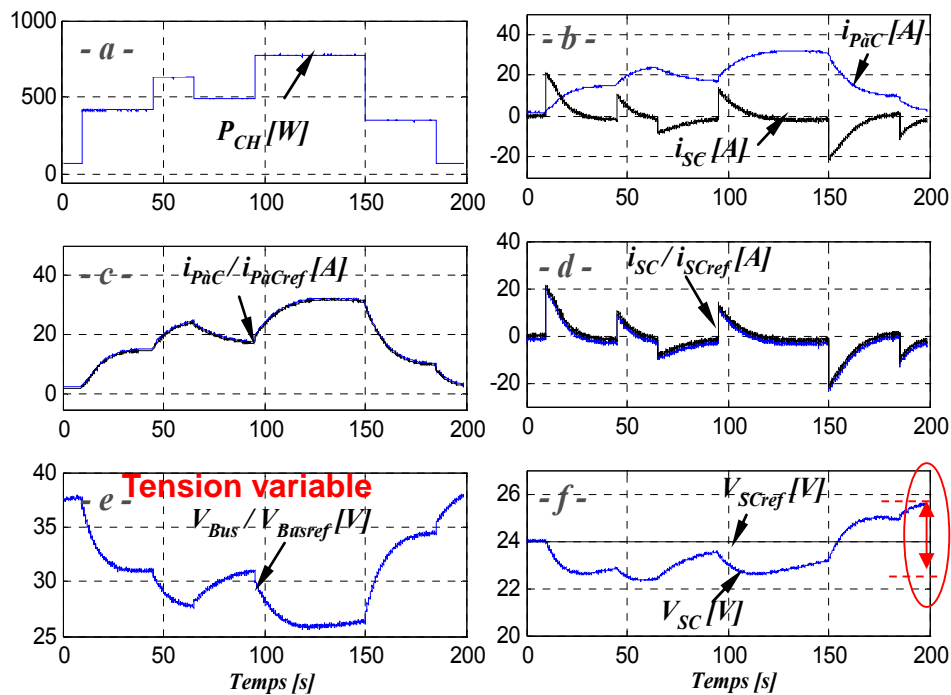 - a -
1000
500
0
P_CH [W]
0 50 100 150 200
- b -
40
20
0
-20
i_PàC [A]
i_SC [A]
0 50 100 150 200
- c -
40
20
0
i_PàC / i_PàCref [A]
0 50 100 150 200
- d -
40
20
0
-20
i_SC / i_SCref [A]
0 50 100 150 200
- e -
40
35
30
25
Tension variable
V_Bus / V_Busref [V]
0 50 100 150 200
Temps [s]
- f -
26
24
22
20
V_SCref [V]
V_SC [V]
0 50 100 150 200
Temps [s]